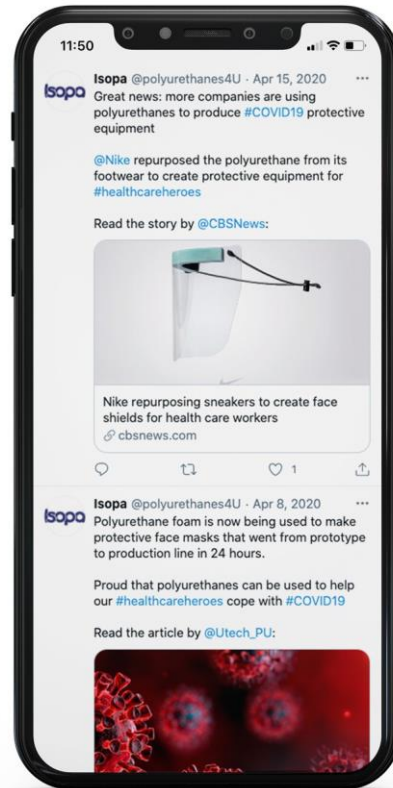 11:50
Isopa @polyurethanes4U · Apr 15, 2020
Isopa
Great news: more companies are using
polyurethanes to produce #COVID19 protective
equipment
@Nike repurposed the polyurethane from its
footwear to create protective equipment for
#healthcareheroes
Read the story by @CBSNews:
Nike repurposing sneakers to create face
shields for health care workers
cbsnews.com
1
Isopa @polyurethanes4U · Apr 8, 2020
Isopa
Polyurethane foam is now being used to make
protective face masks that went from prototype
to production line in 24 hours.
Proud that polyurethanes can be used to help
our #healthcareheroes cope with #COVID19
Read the article by @Utech_PU: